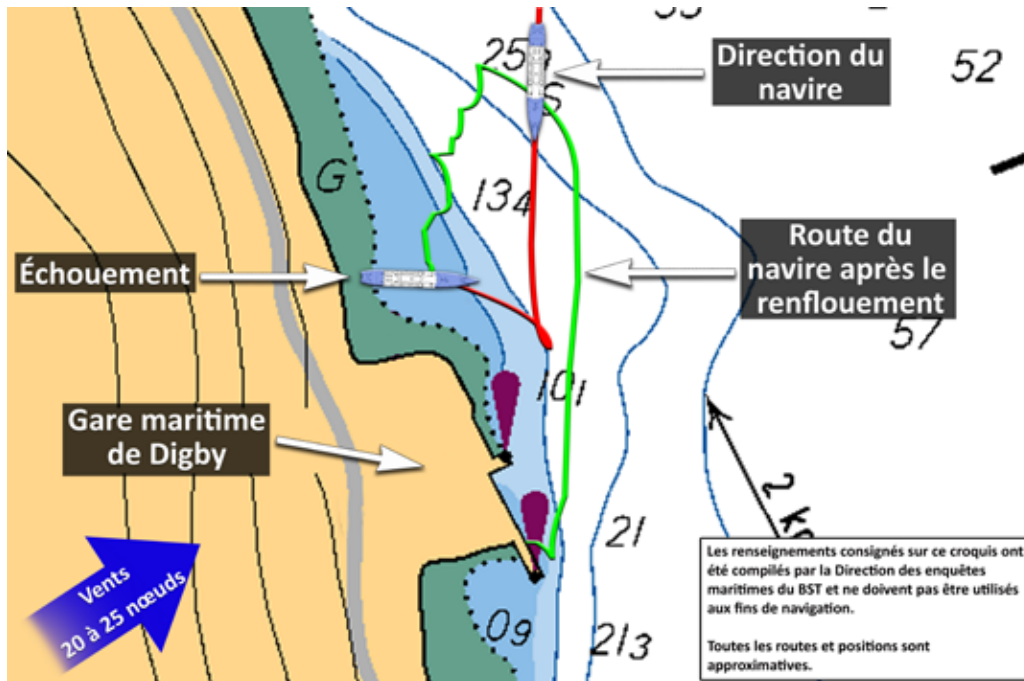 25
S
52
Direction du
navire
G
13₄
Échouement
Route du
navire après le
renflouement
57
10₁
Gare maritime
de Digby
2 k
Vents
20 à 25 nœuds
21
0₉
21₃
Les renseignements consignés sur ce croquis ont
été compilés par la Direction des enquêtes
maritimes du BST et ne doivent pas être utilisés
aux fins de navigation.
Toutes les routes et positions sont
approximatives.